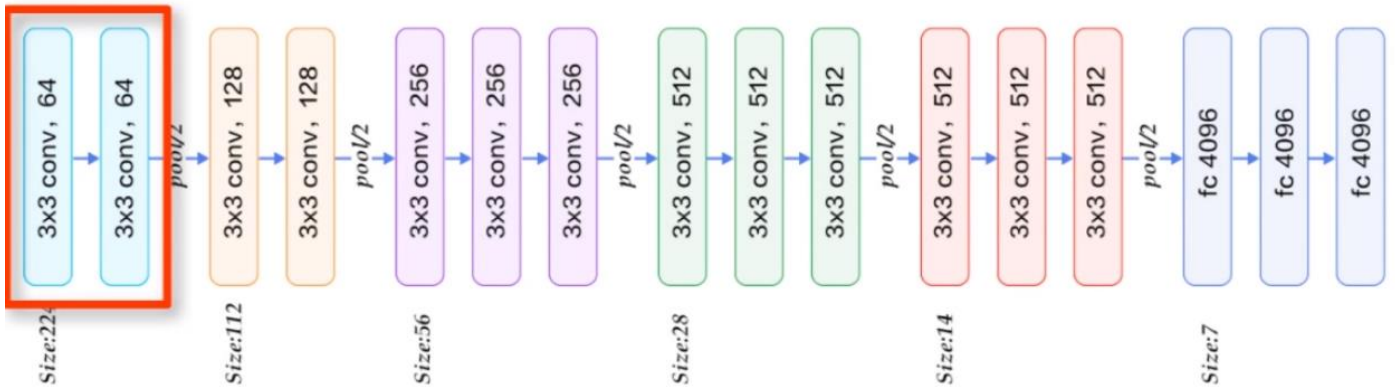 3x3 conv, 64
3x3 conv, 64
pool/2
3x3 conv, 128
3x3 conv, 128
pool/2
3x3 conv, 256
3x3 conv, 256
3x3 conv, 256
pool/2
3x3 conv, 512
3x3 conv, 512
3x3 conv, 512
pool/2
3x3 conv, 512
3x3 conv, 512
3x3 conv, 512
pool/2
fc 4096
fc 4096
fc 4096
Size:224
Size:112
Size:56
Size:28
Size:14
Size:7